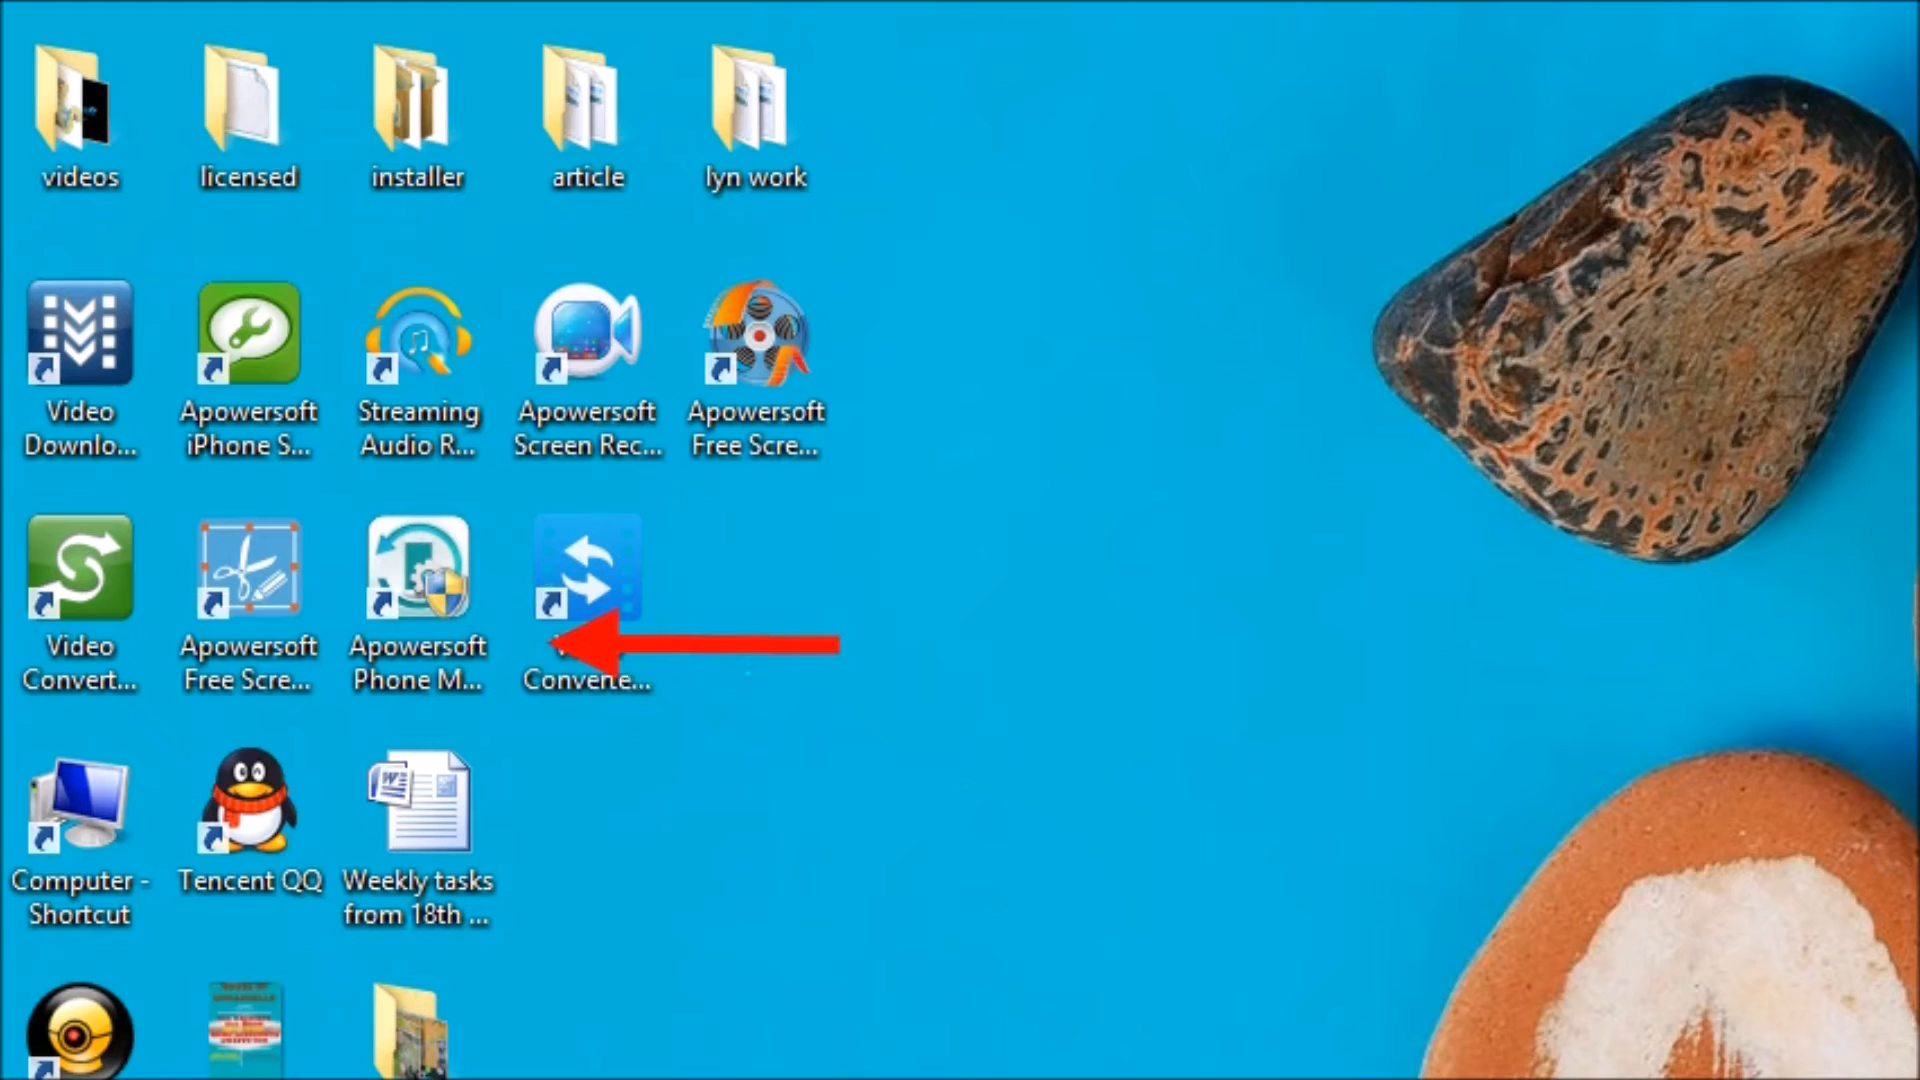 videos
licensed
installer
article
lyn work
Video
Downlo...
Apowersoft
iPhone S...
Streaming
Audio R...
Apowersoft
Screen Rec...
Apowersoft
Free Scre...
Video
Convert...
Apowersoft
Free Scre...
Apowersoft
Phone M...
Converte...
Computer -
Shortcut
Tencent QQ
Weekly tasks
from 18th ...